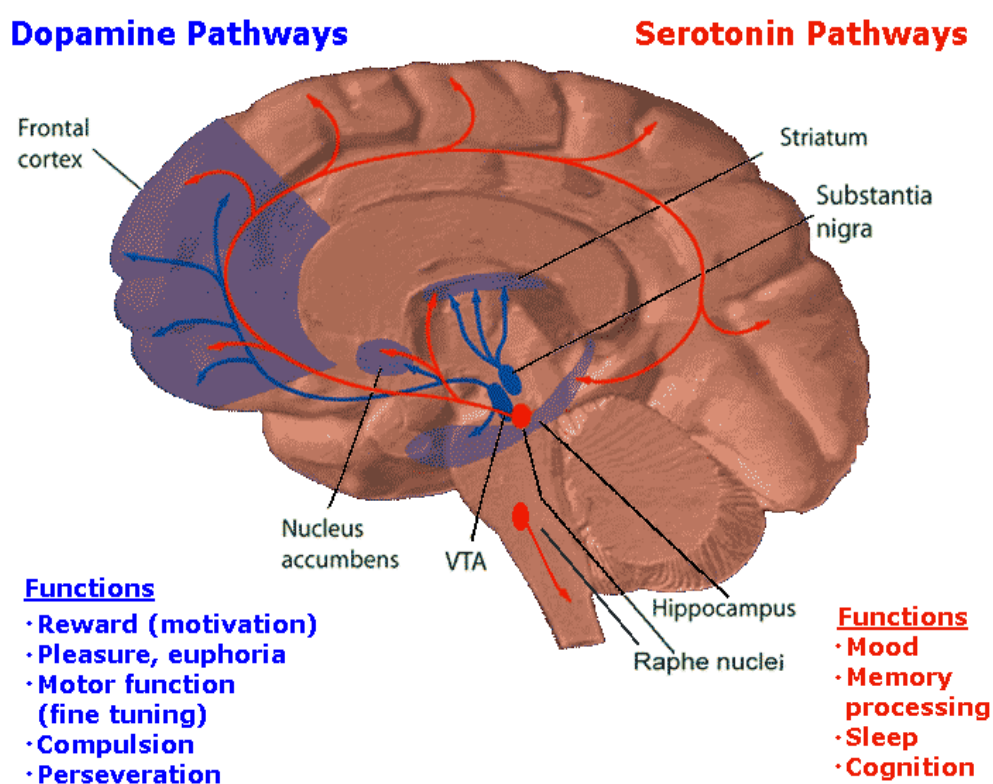 Dopamine Pathways
Serotonin Pathways
Frontal
cortex
Striatum
Substantia
nigra
Nucleus
accumbens
VTA
Hippocampus
Raphe nuclei
Functions
·Reward (motivation)
·Pleasure, euphoria
·Motor function
(fine tuning)
·Compulsion
·Perseveration
Functions
·Mood
·Memory
processing
·Sleep
·Cognition